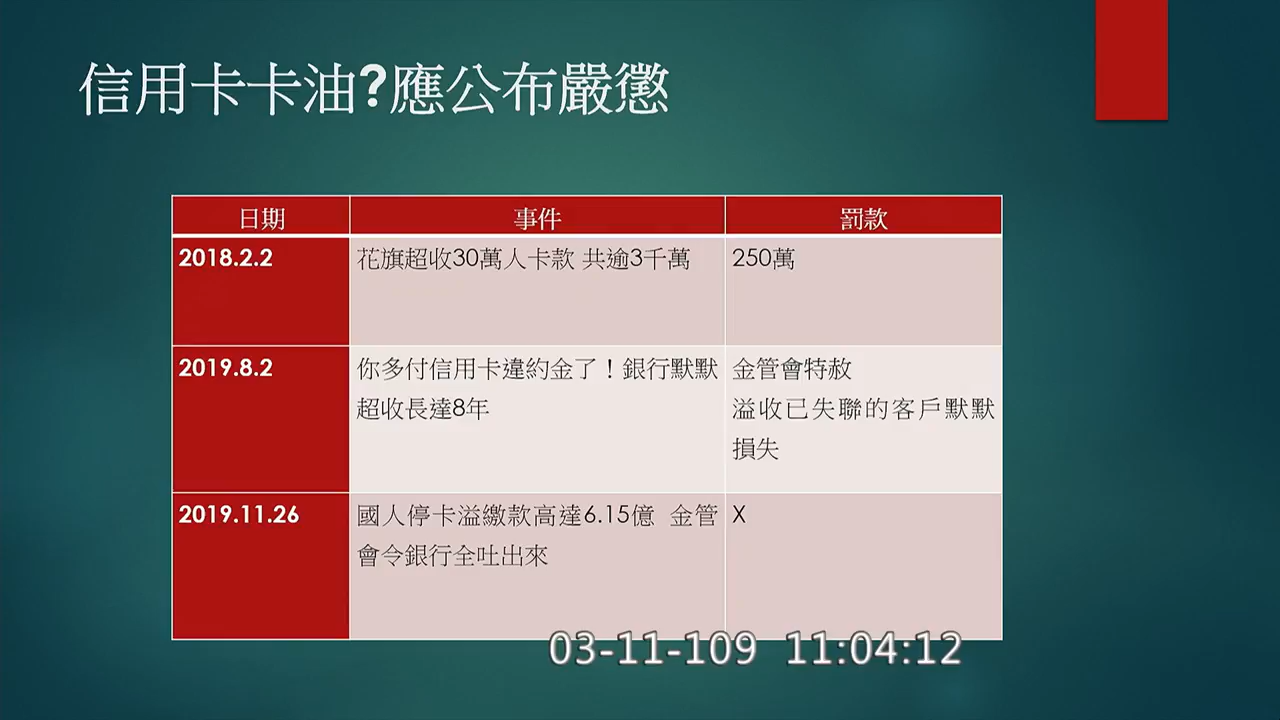 信用卡卡油?應公布嚴懲
日期 事件 罰款
2018.2.2 花旗超收30萬人卡款 共逾3千萬 250萬
2019.8.2 你多付信用卡違約金了！銀行默默 金管會特赦
超收長達8年 溢收已失聯的客戶默默
損失
2019.11.26 國人停卡溢繳款高達6.15億 金管 X
會令銀行全吐出來
03-11-109 11:04:12